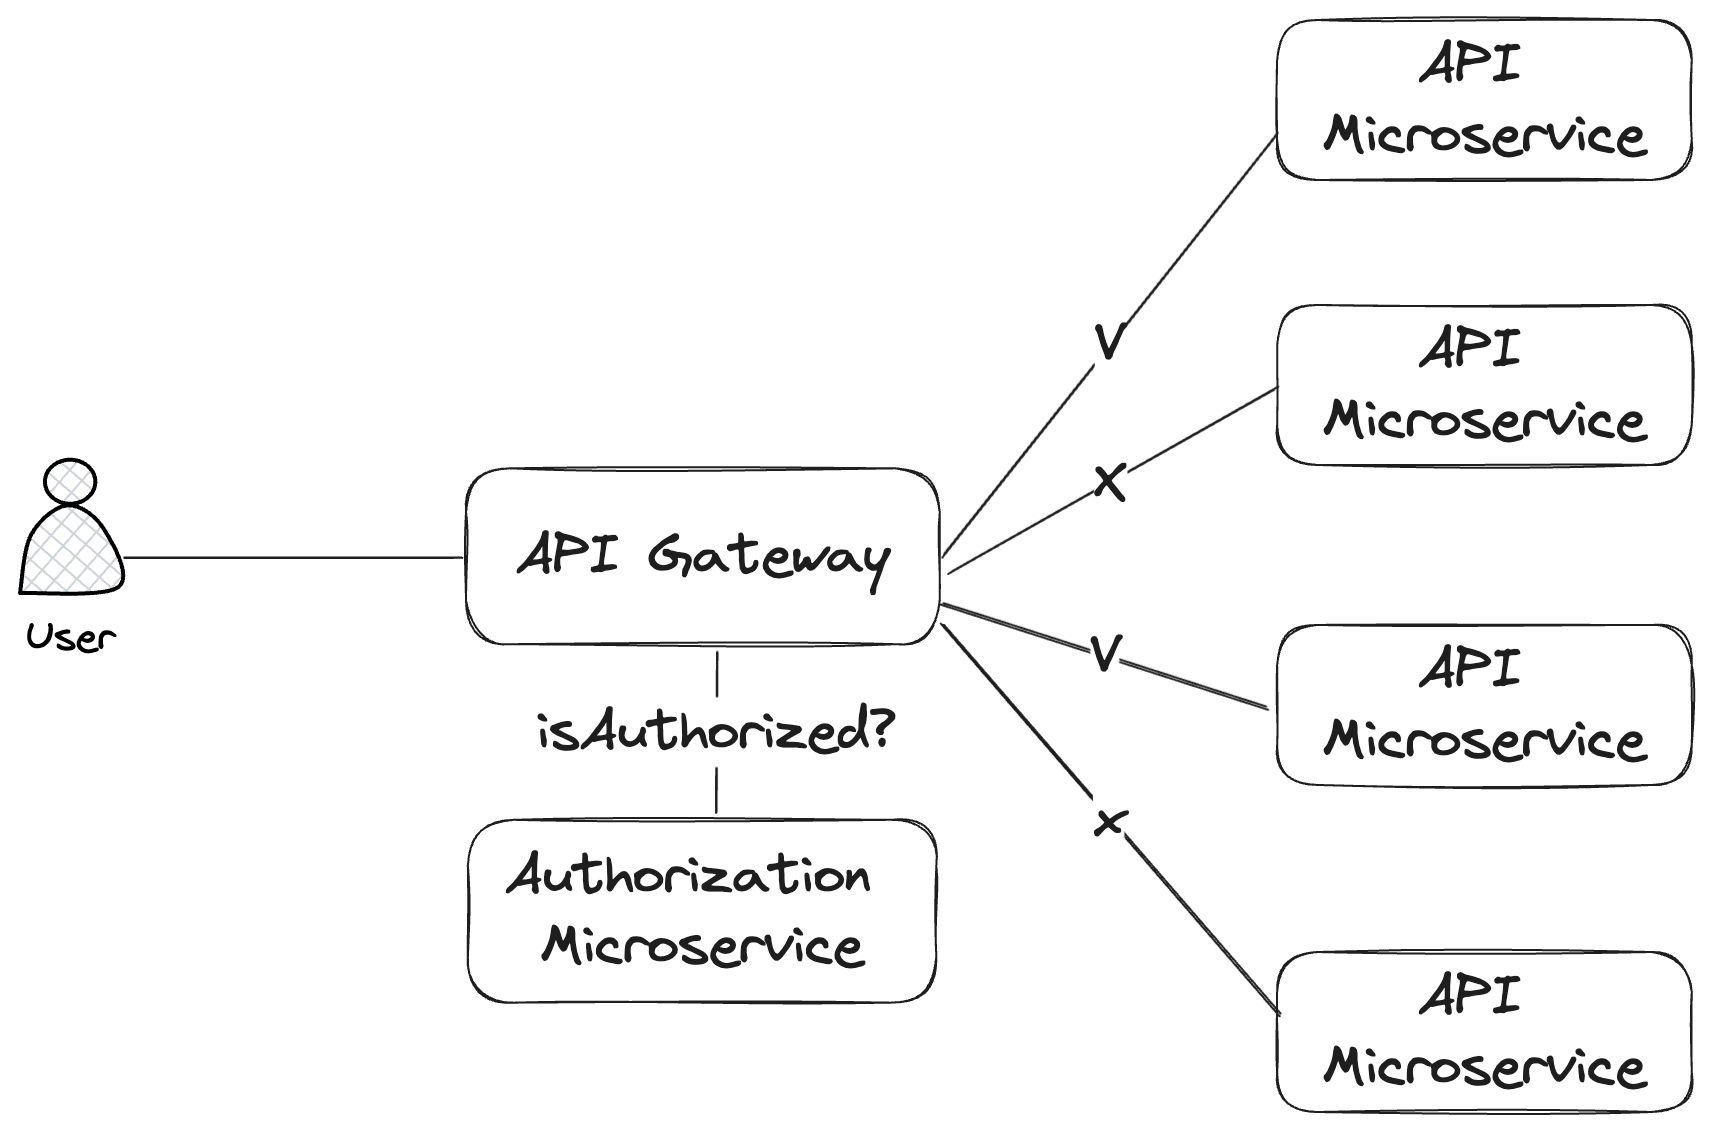 API
Microservice
V
API
Microservice
X
User
API Gateway
isAuthorized?
V
API
Microservice
x
Authorization
Microservice
API
Microservice